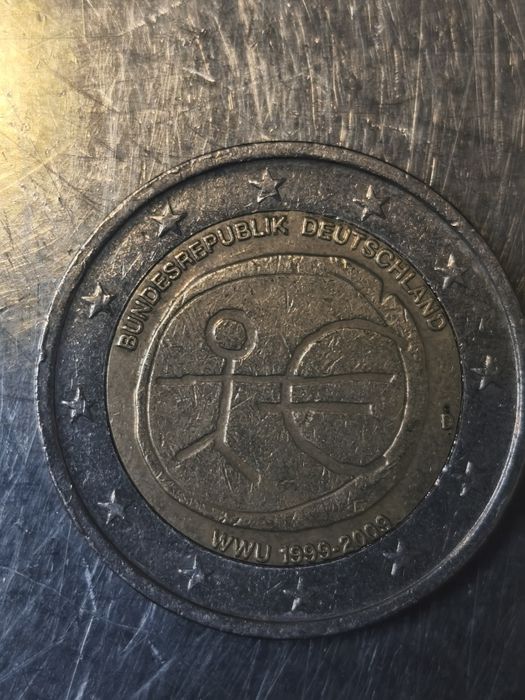 BUNDESREPUBLIK DEUTSCHLAND
D
WWU 1999-2009